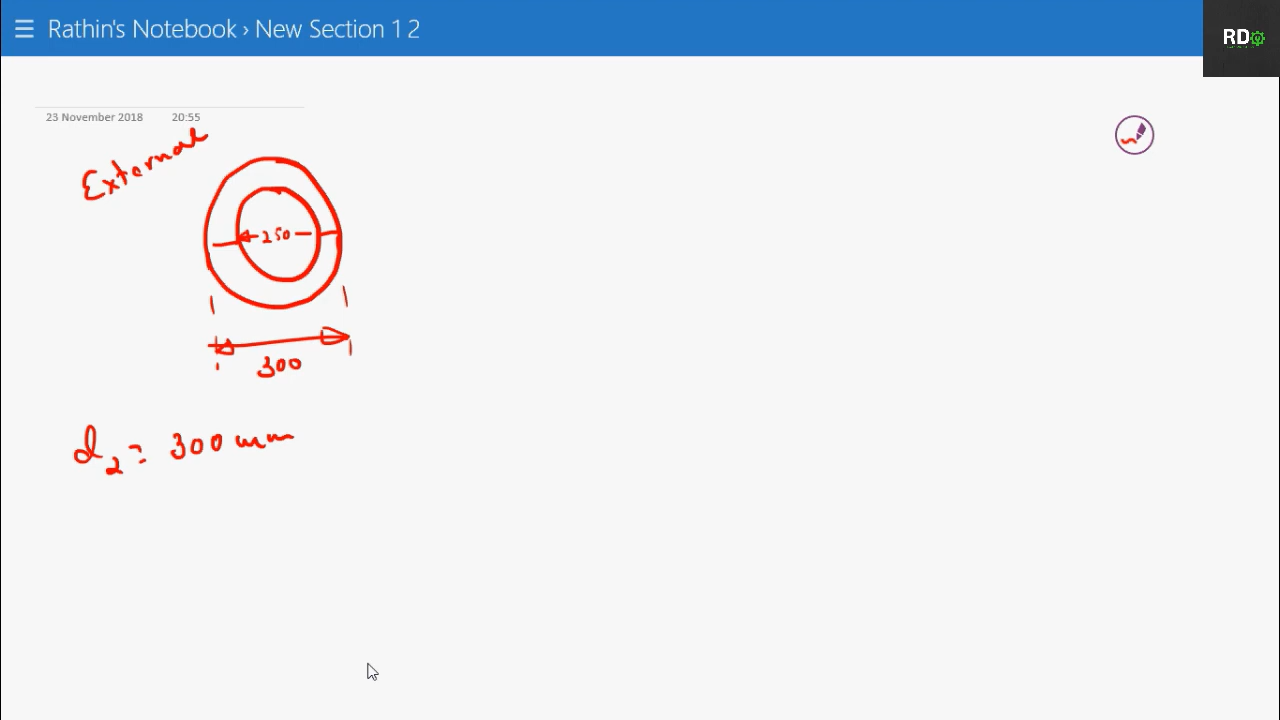 Rathin's Notebook › New Section 1 2
RD
23 November 2018 20:55
External
250
300
d2 = 300 mm